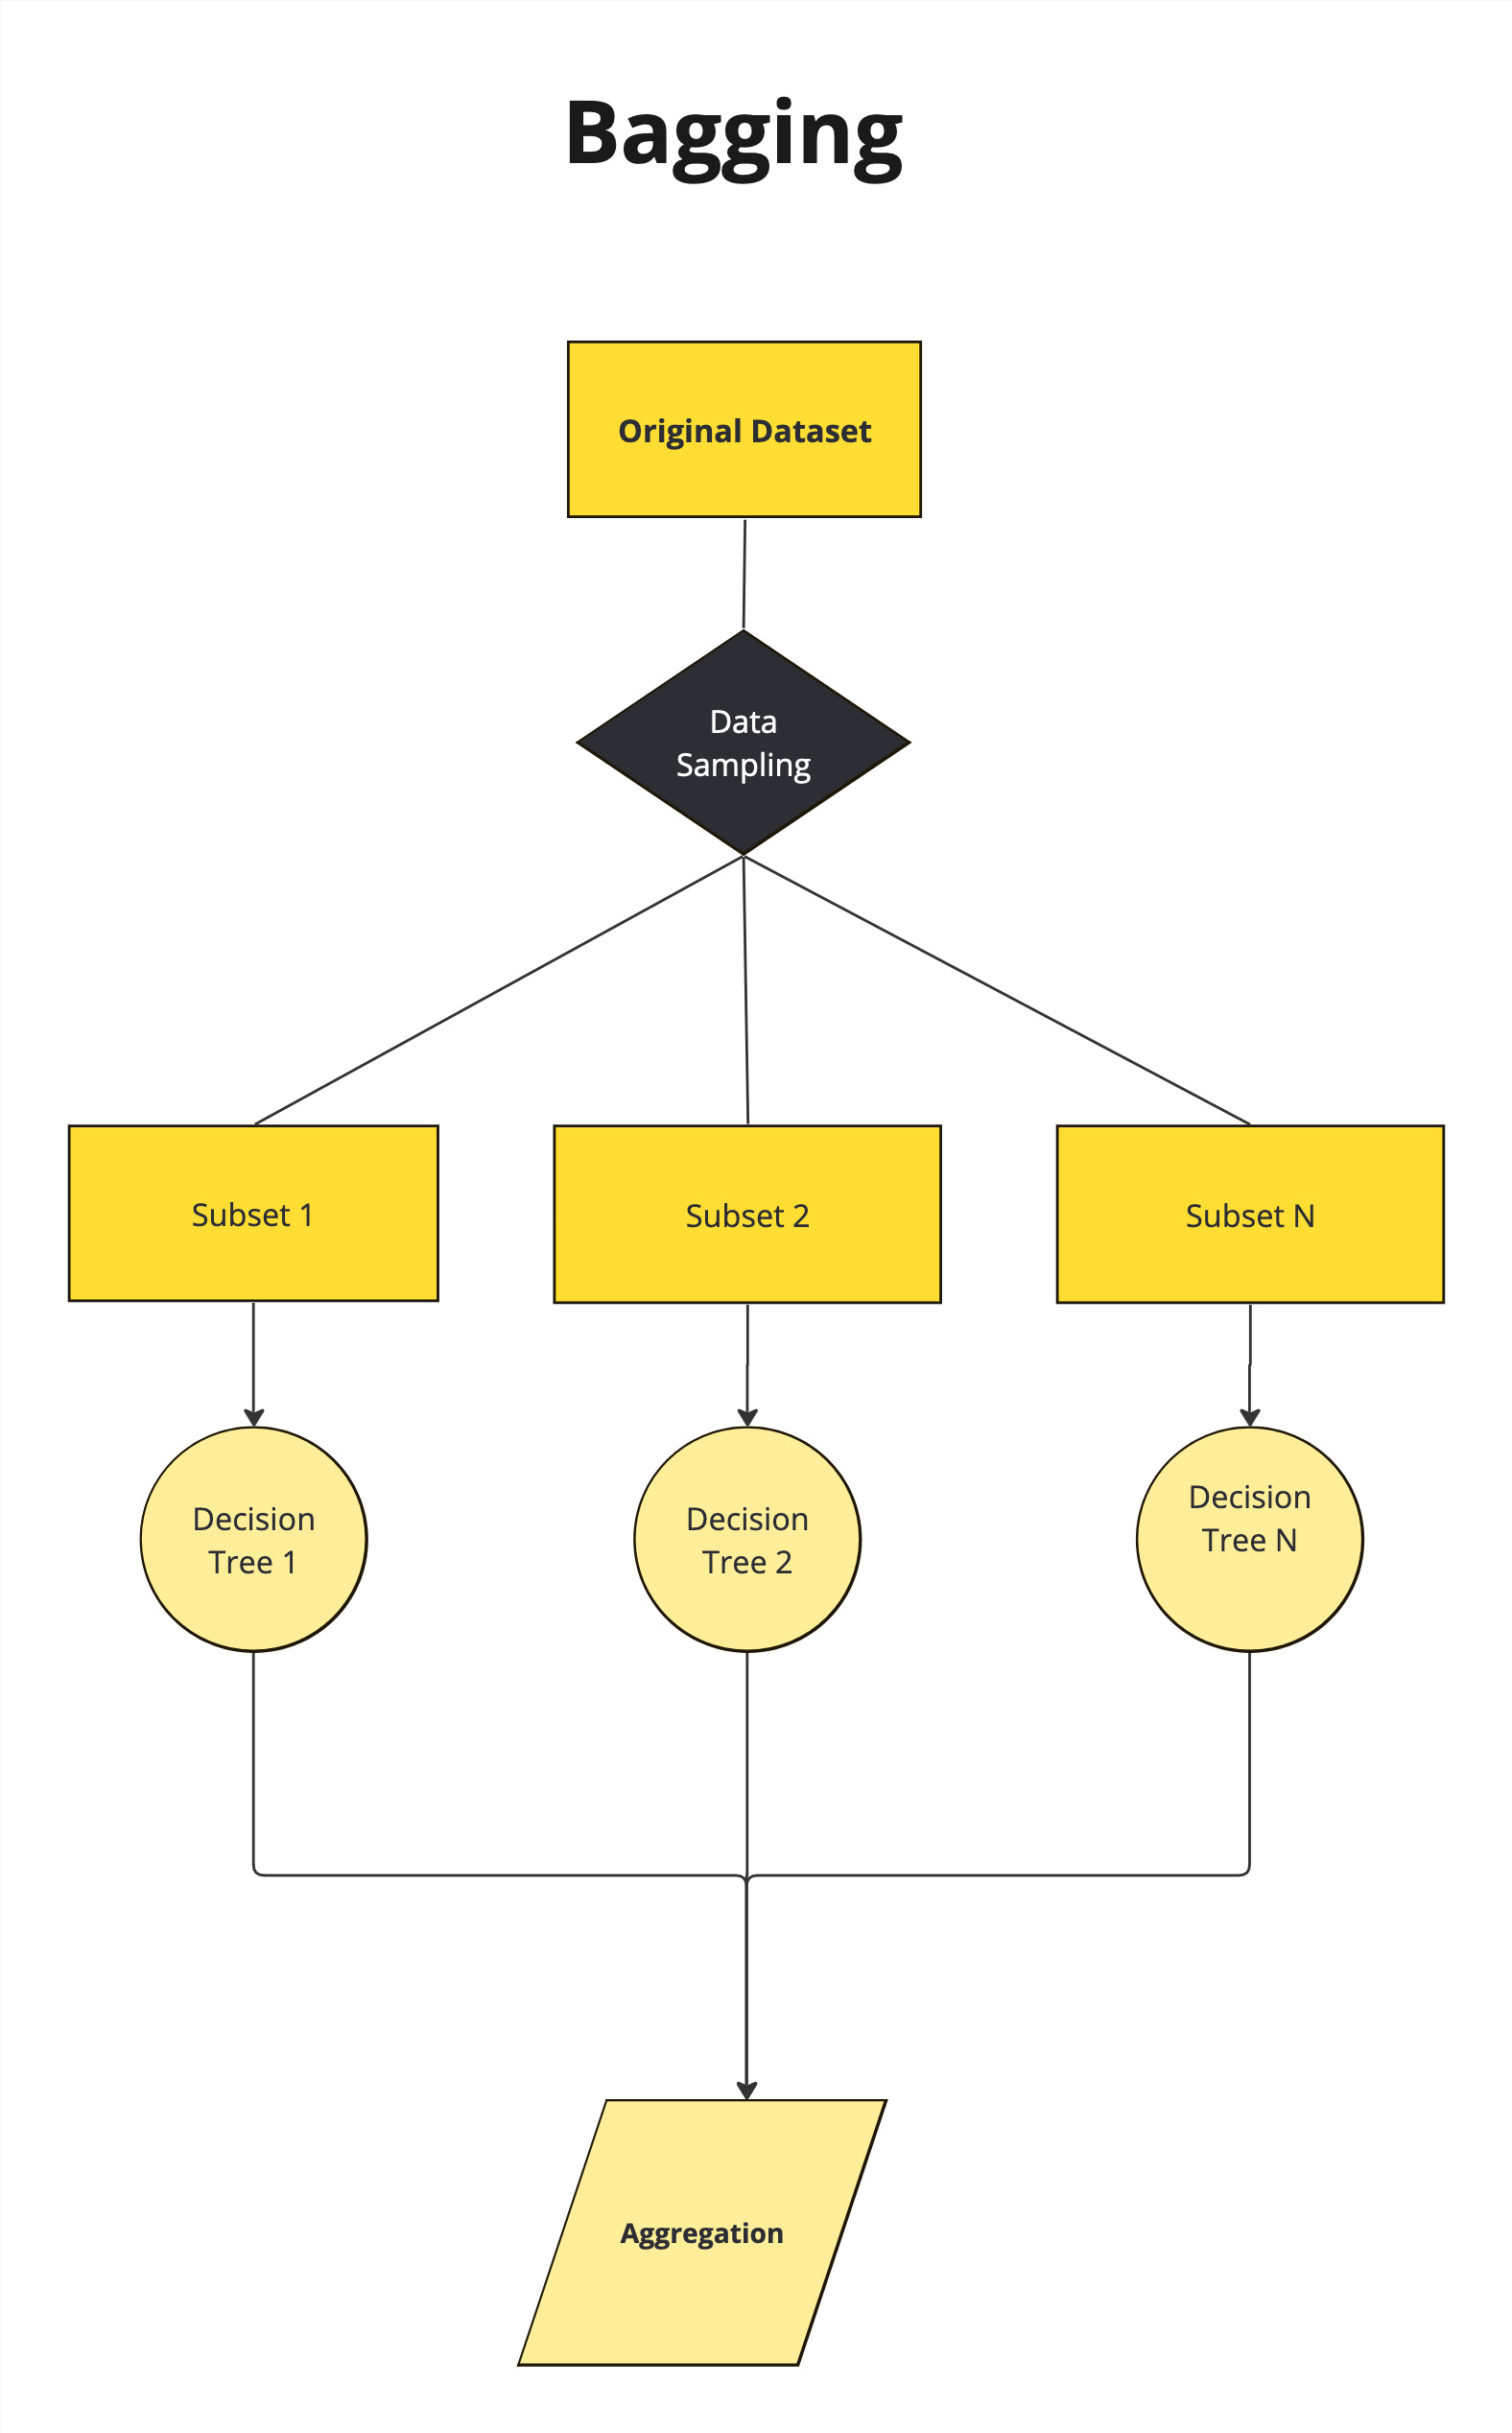 Bagging
Original Dataset
Data
Sampling
Subset 1
Subset 2
Subset N
Decision
Tree 1
Decision
Tree 2
Decision
Tree N
Aggregation